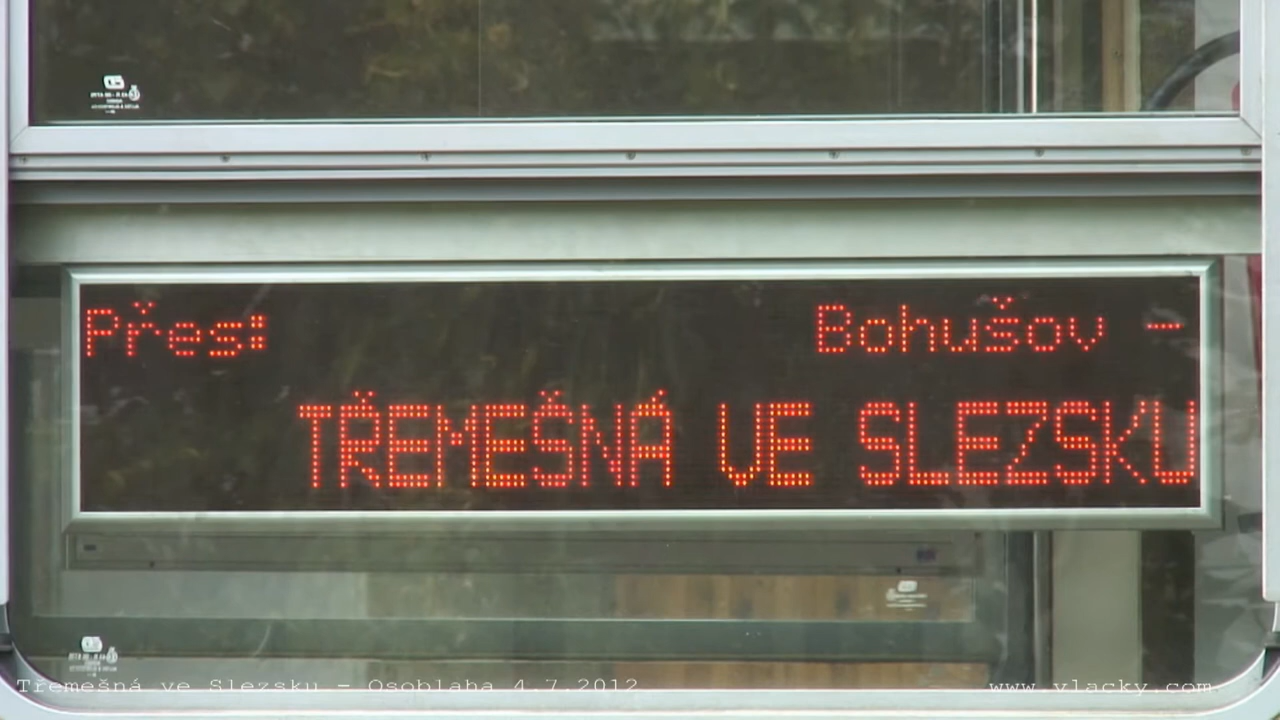 Přes: Bohušov -
TŘEMEŠNÁ VE SLEZSKU
Třemešná ve Slezsku - Osoblaha 4.7.2012
www.vlacky.com